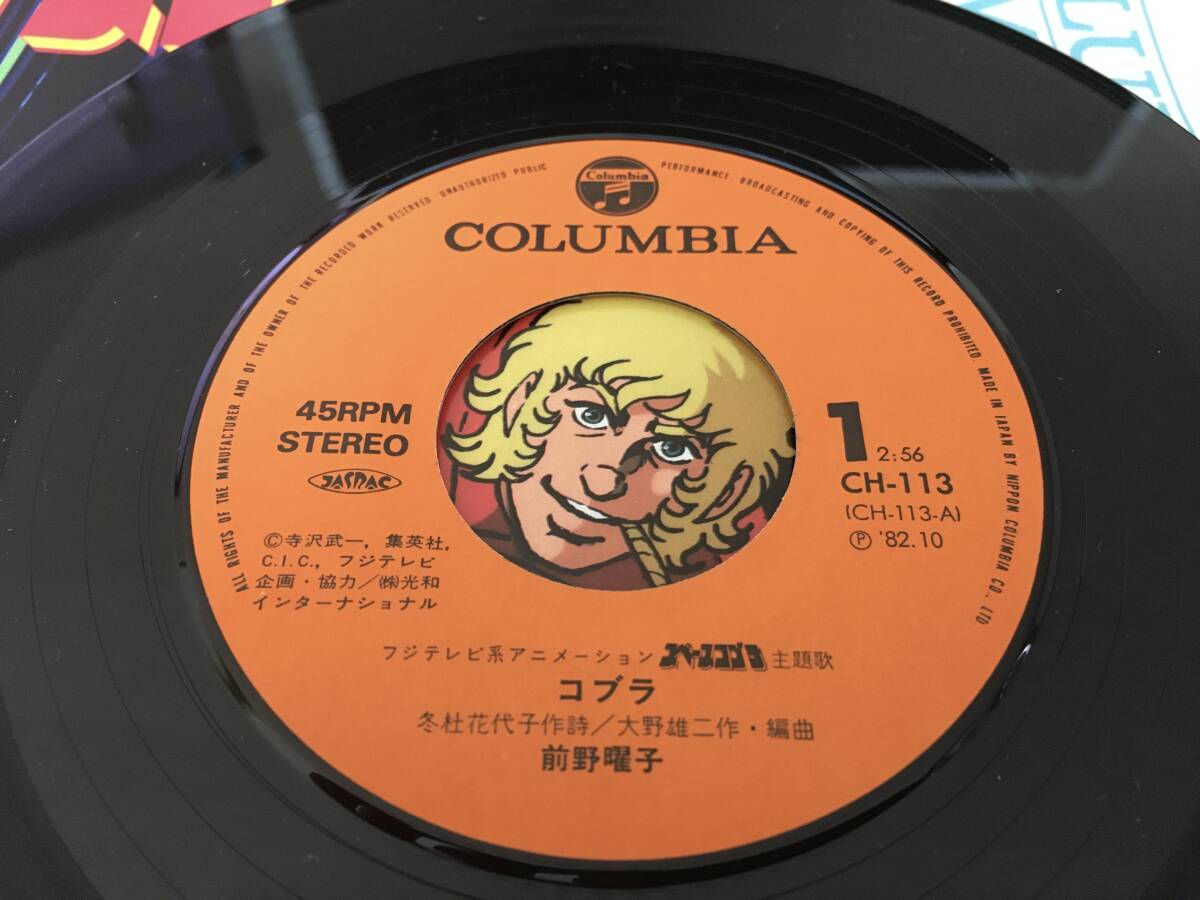 Columbia
COLUMBIA
ALL RIGHTS OF THE MANUFACTURER AND OF THE OWNER OF THE RECORDED WORK RESERVED UNAUTHORIZED PUBLIC PERFORMANCE BROADCASTING AND COPYING OF THIS RECORD PROHIBITED. MADE IN JAPAN BY NIPPON COLUMBIA CO., LTD
45RPM
STEREO
JASRAC
1 2:56
CH-113
(CH-113-A)
Ⓟ '82.10
©寺沢武一，集英社，
C.I.C.，フジテレビ
企画・協力／㈱光和
インターナショナル
フジテレビ系アニメーション スペースコブラ 主題歌
コブラ
冬杜花代子作詩／大野雄二作・編曲
前野曜子